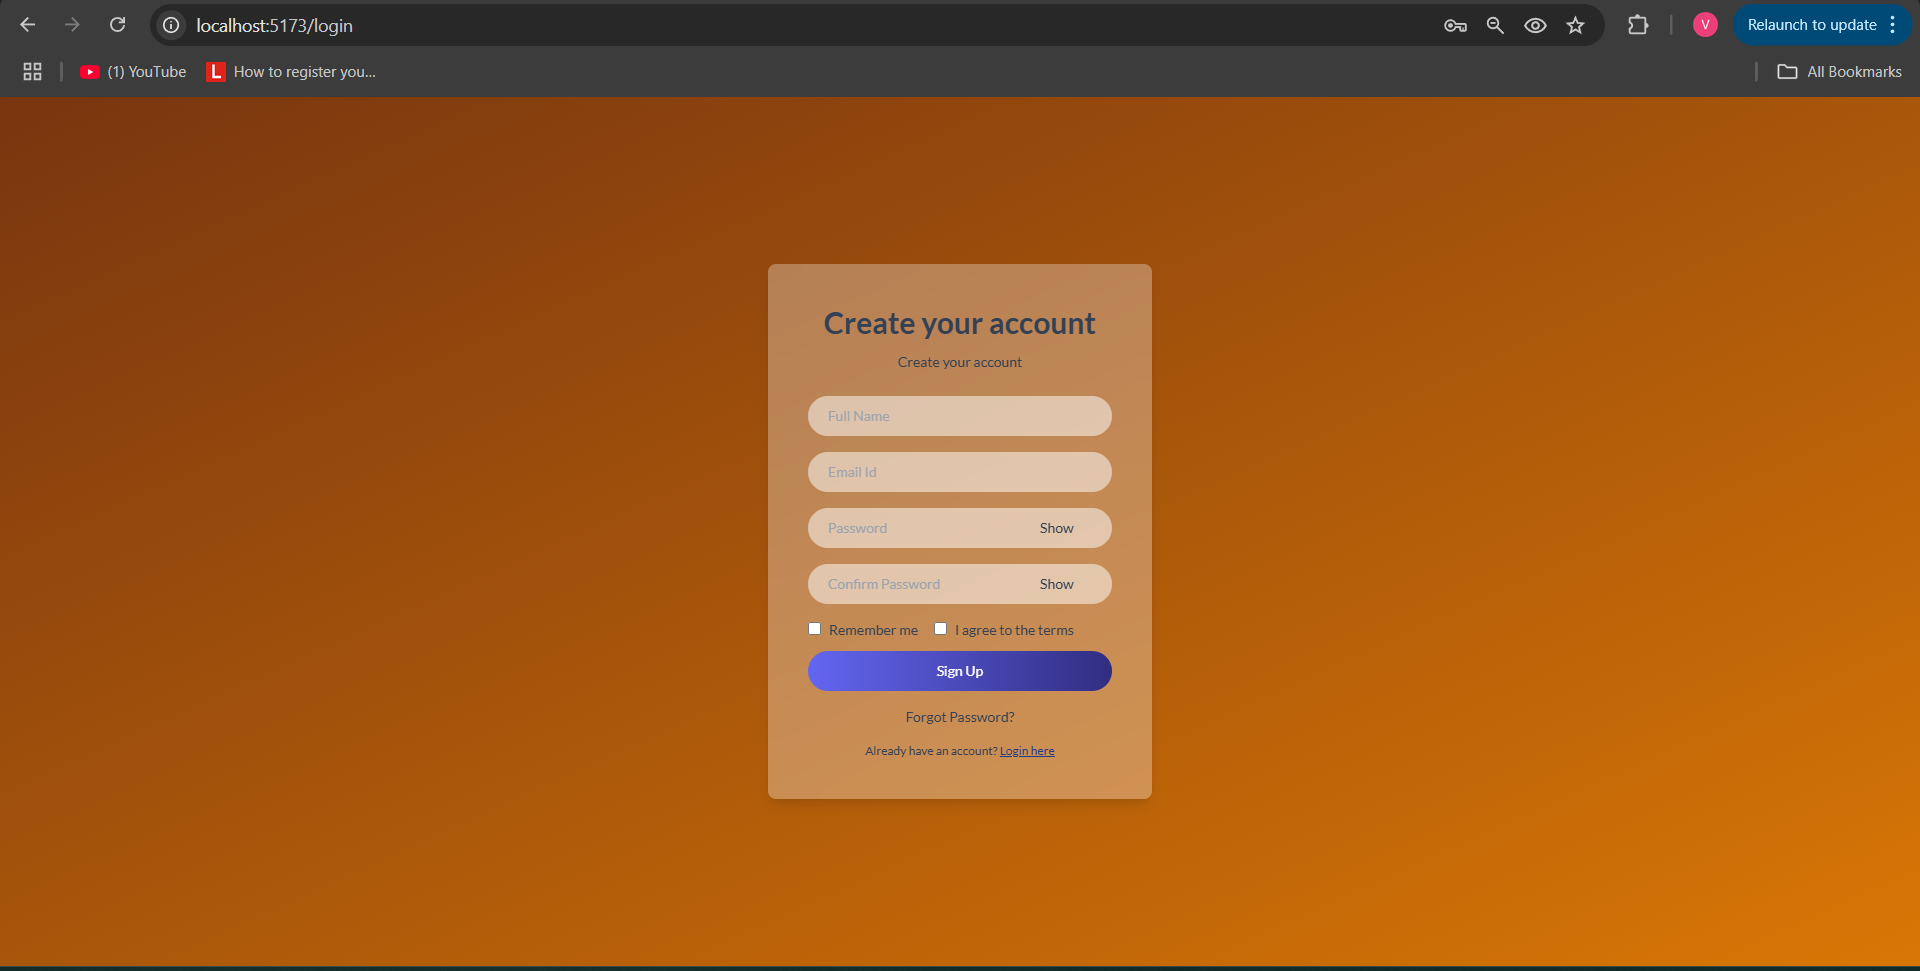 localhost:5173/login
V
Relaunch to update
(1) YouTube
L How to register you...
All Bookmarks
Create your account
Create your account
Full Name
Email Id
Password Show
Confirm Password Show
Remember me I agree to the terms
Sign Up
Forgot Password?
Already have an account? Login here